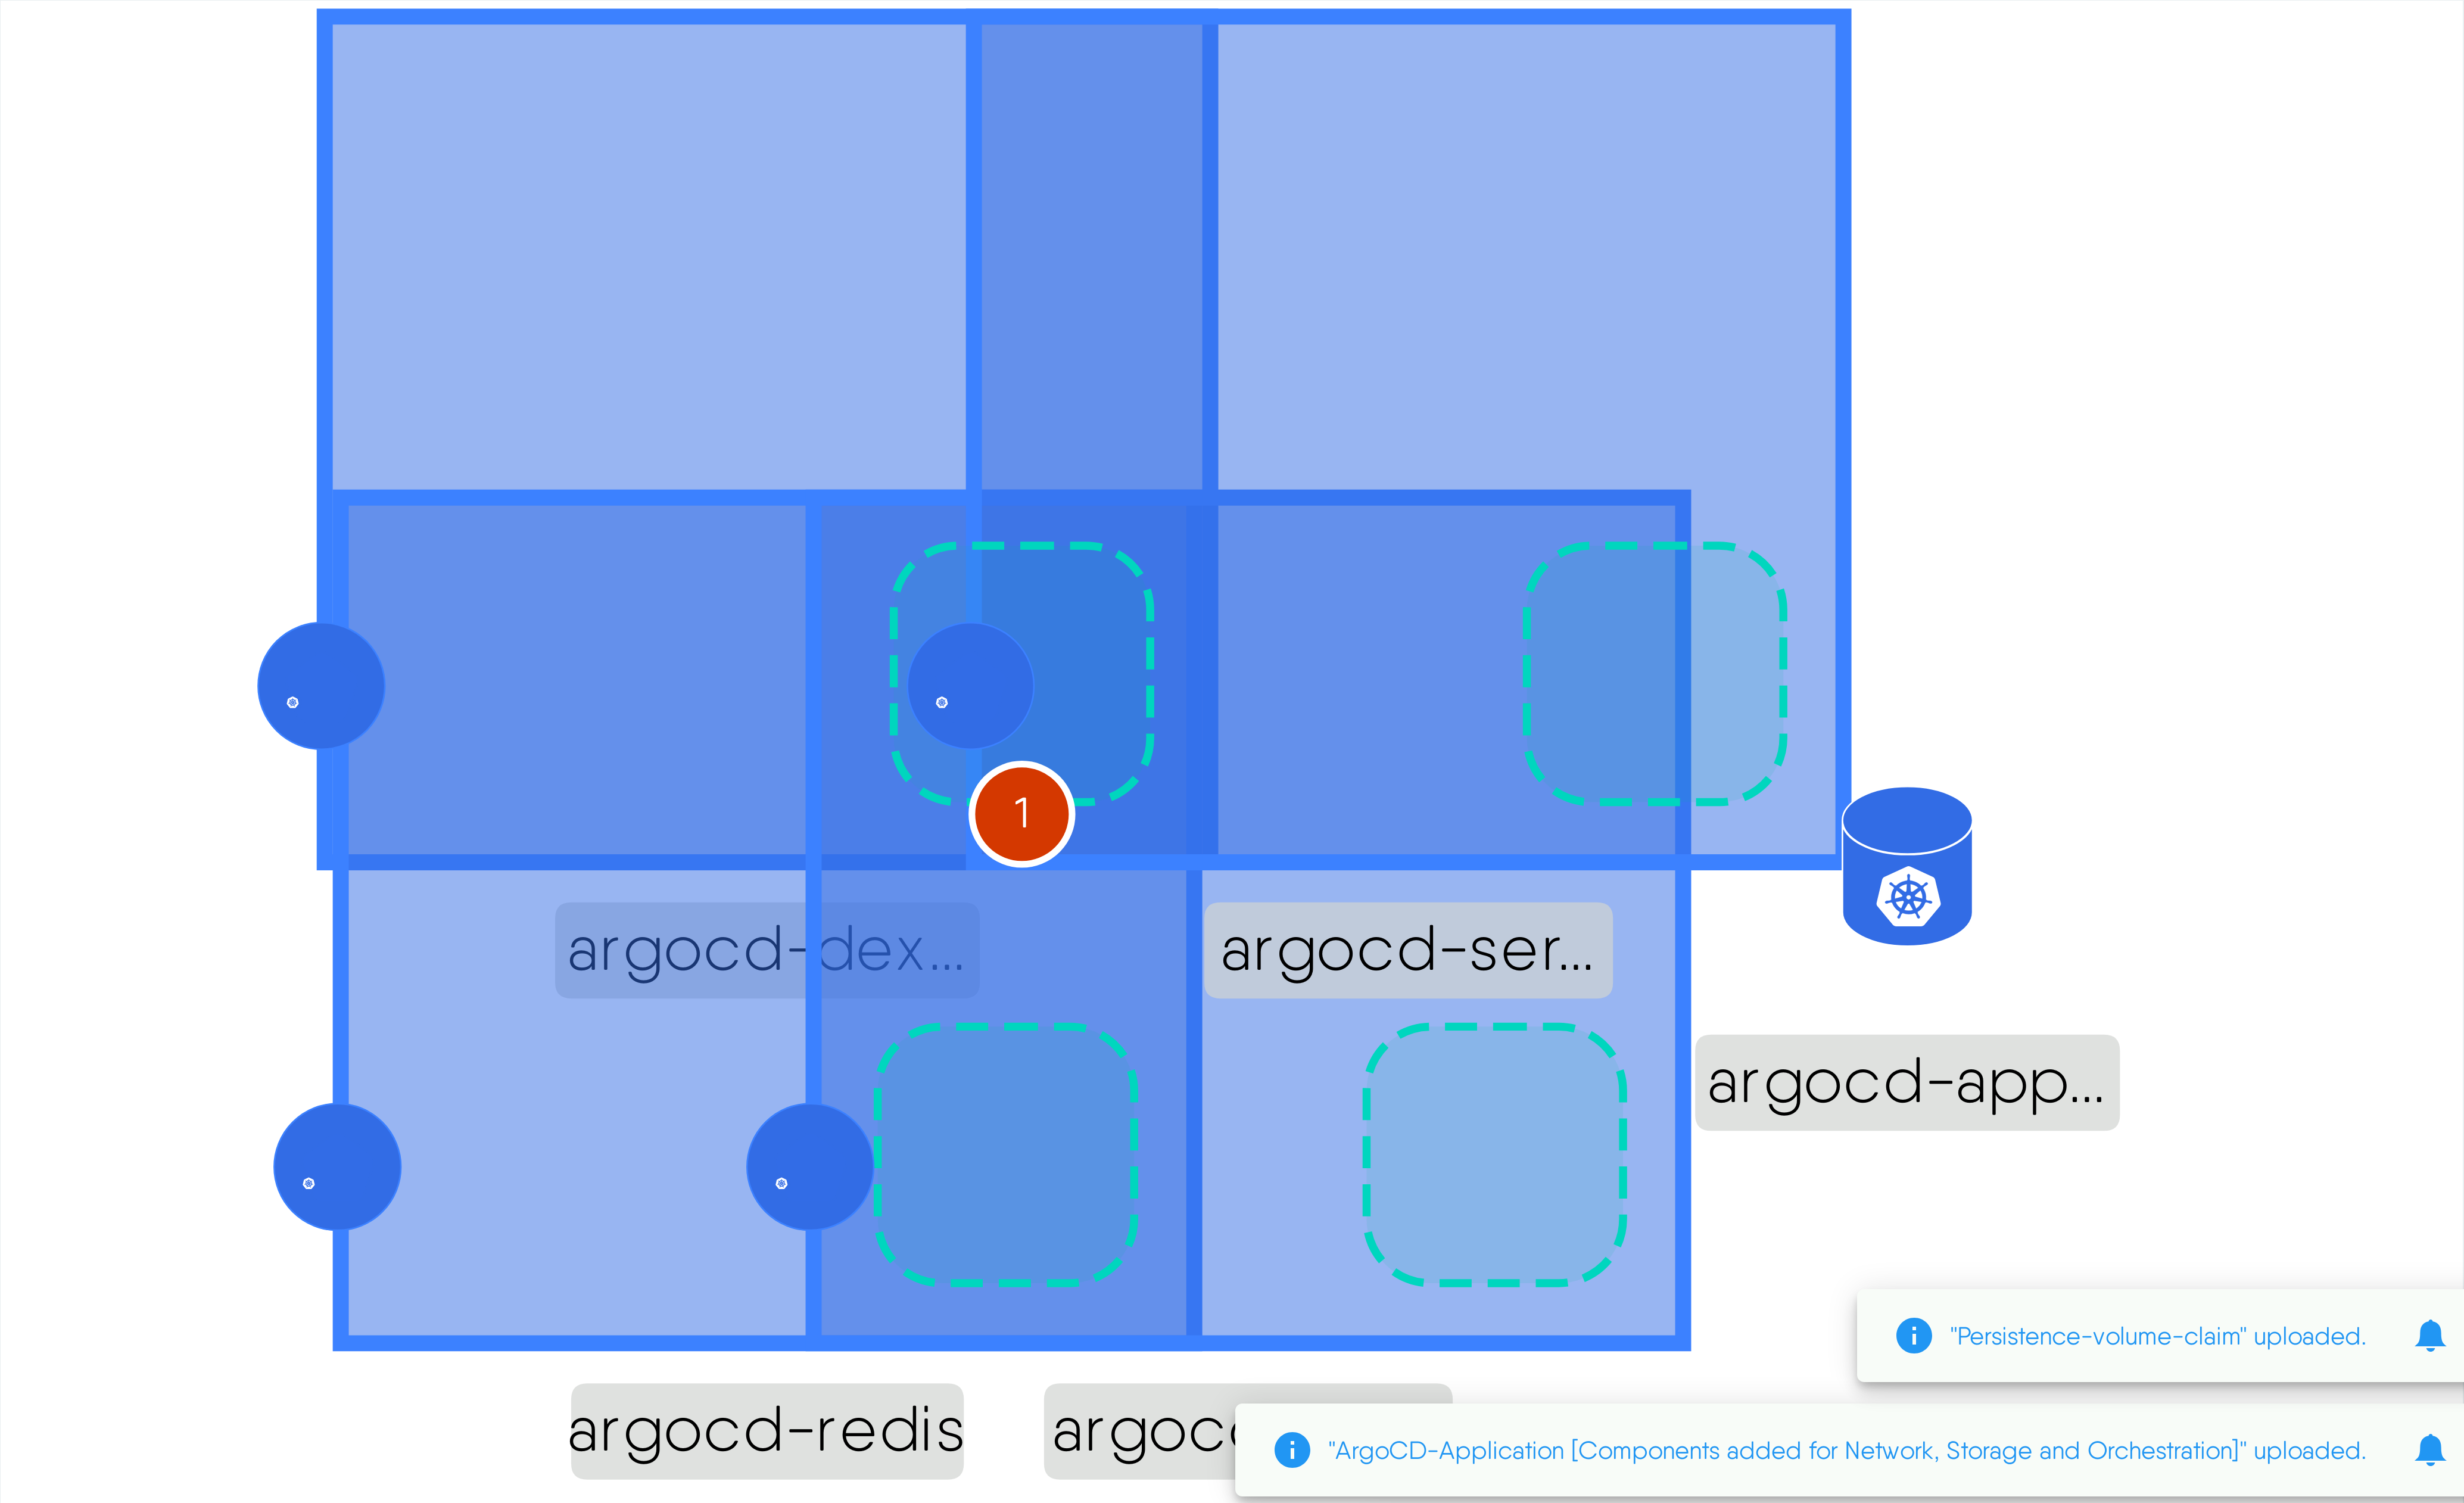 1
argocd-dex...
argocd-ser...
argocd-app...
"Persistence-volume-claim" uploaded.
argocd-redis
"ArgoCD-Application [Components added for Network, Storage and Orchestration]" uploaded.